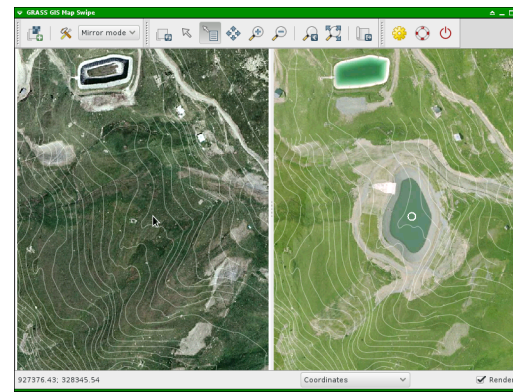 GRASS GIS Map Swipe
Mirror mode
927376.43; 328345.54
Coordinates
Render